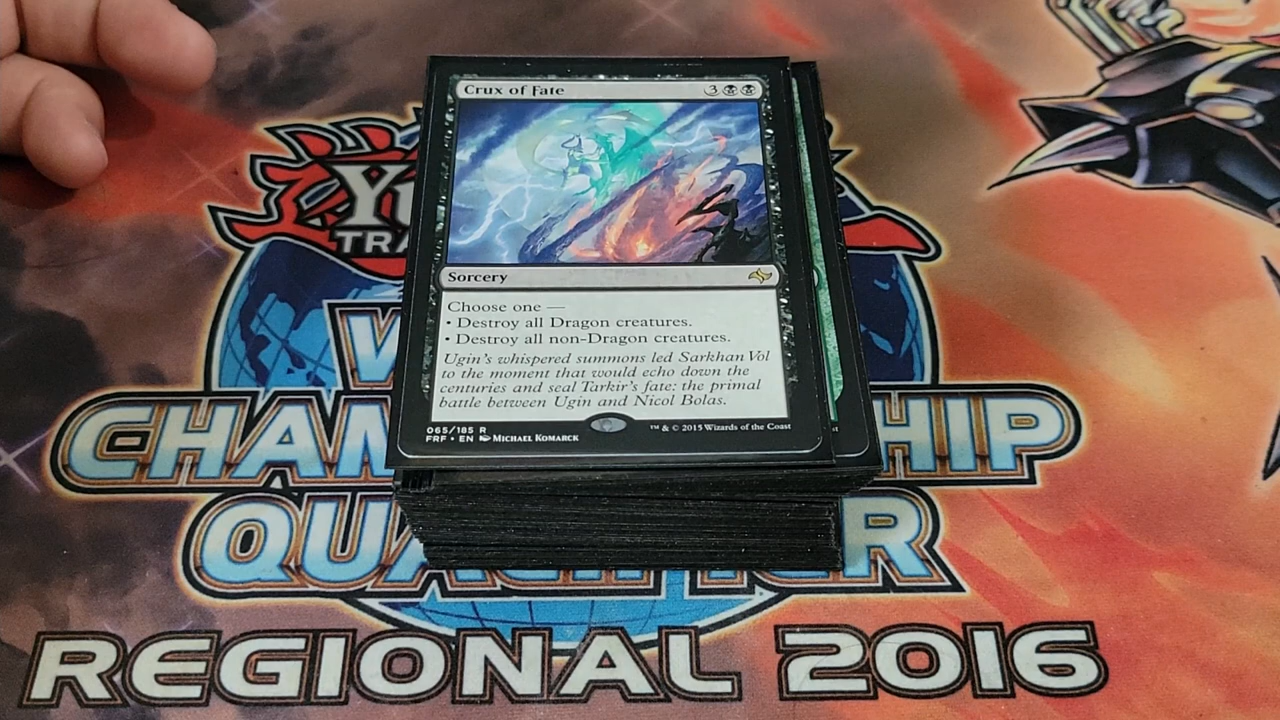 Crux of Fate 3
Sorcery
Choose one —
• Destroy all Dragon creatures.
• Destroy all non-Dragon creatures.
Ugin's whispered summons led Sarkhan Vol
to the moment that would echo down the
centuries and seal Tarkir's fate: the primal
battle between Ugin and Nicol Bolas.
065/185 R
FRF • EN MICHAEL KOMARCK
™ & © 2015 Wizards of the Coast
REGIONAL 2016